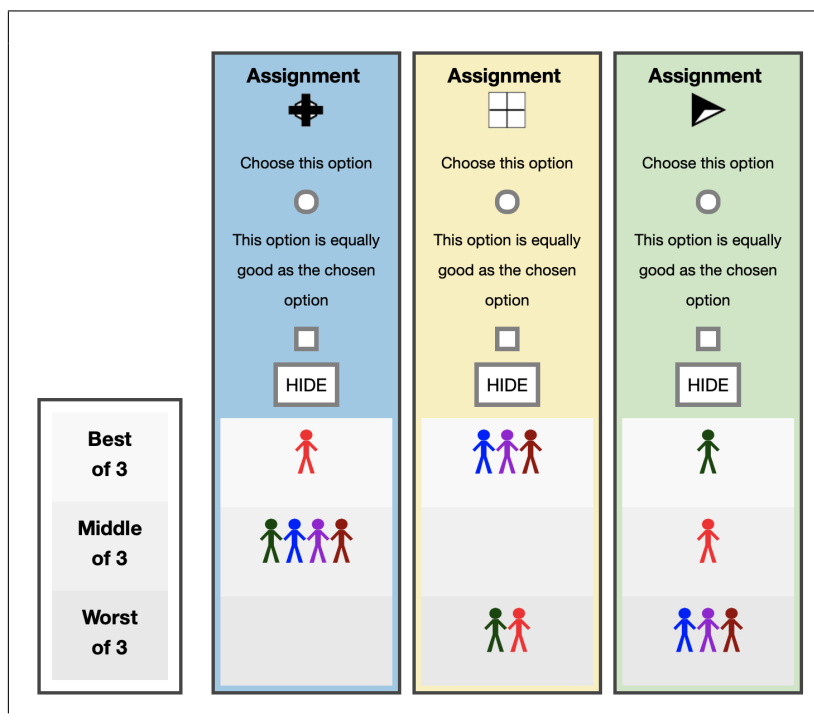 Assignment
Choose this option
This option is equally
good as the chosen
option
HIDE
Assignment
Choose this option
This option is equally
good as the chosen
option
HIDE
Assignment
Choose this option
This option is equally
good as the chosen
option
HIDE
Best
of 3
Middle
of 3
Worst
of 3